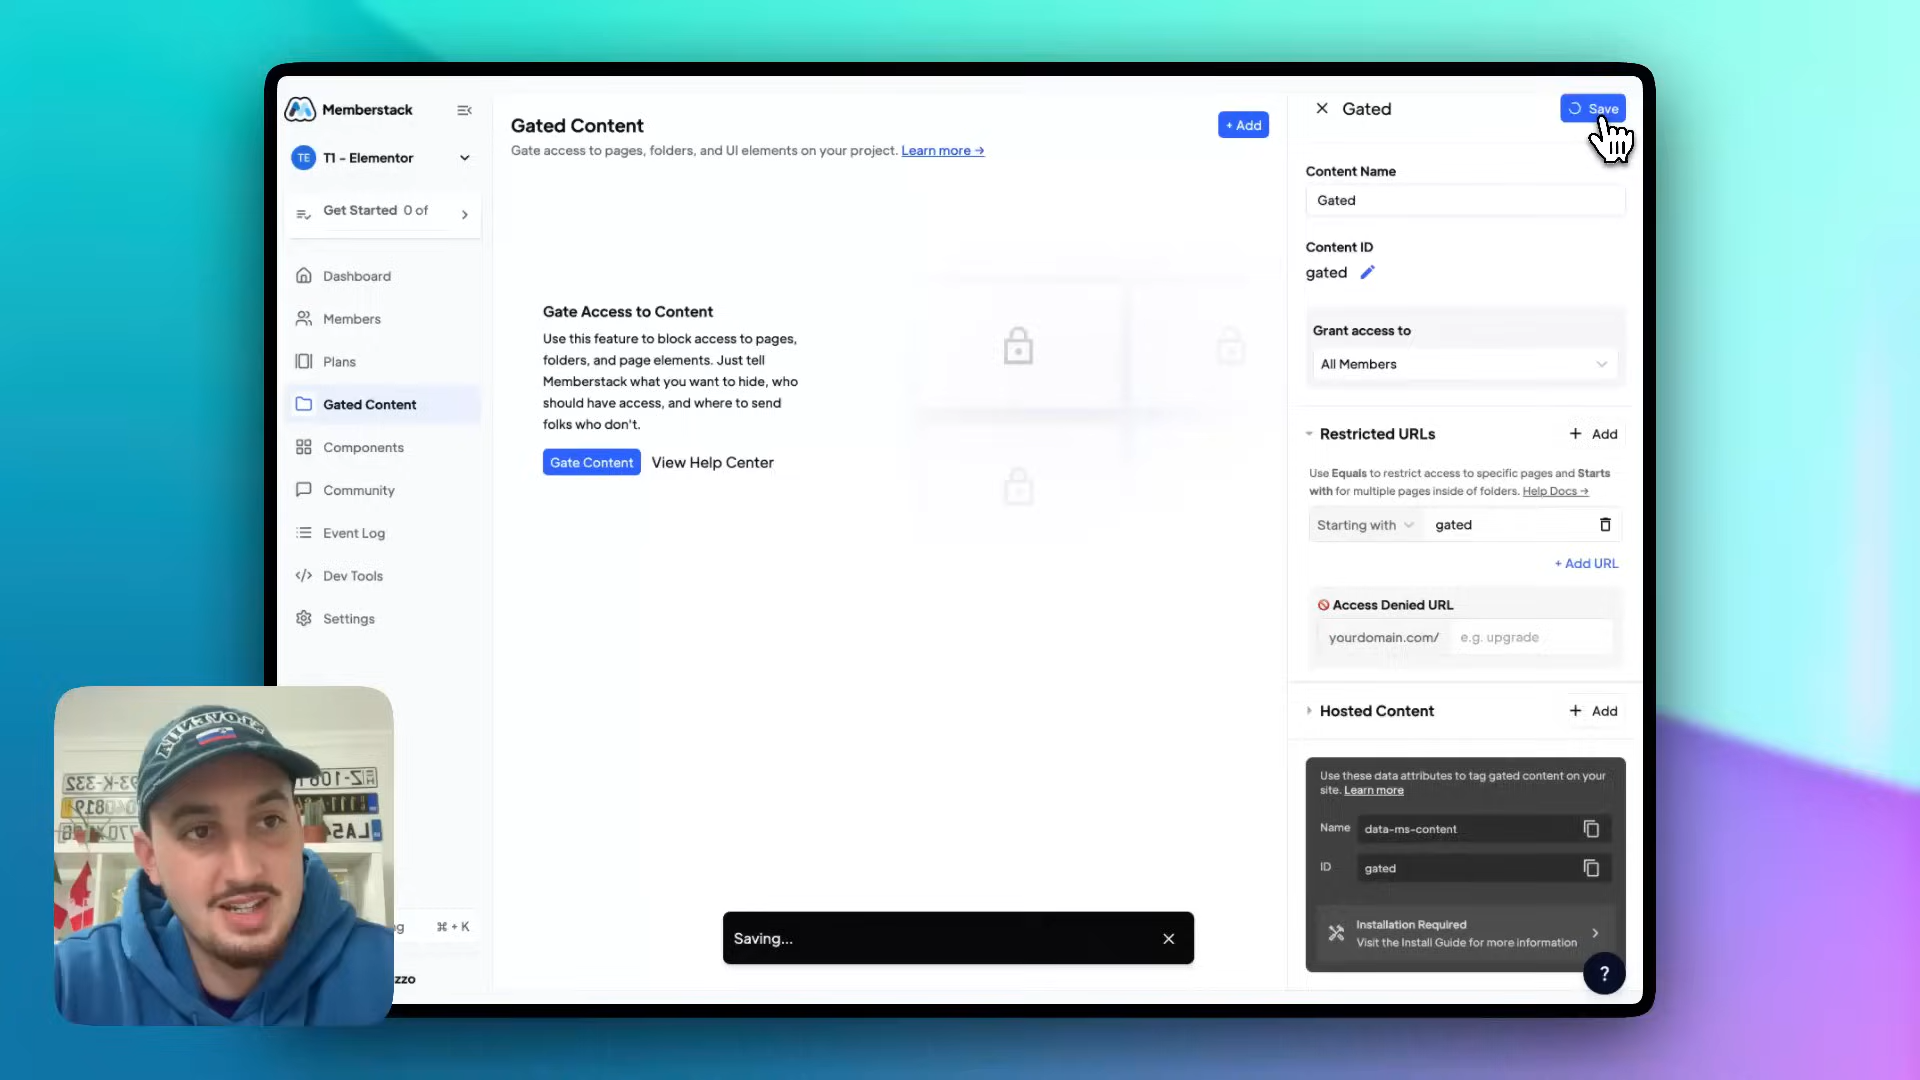 Memberstack
TE T1 - Elementor
Get Started 0 of
Dashboard
Members
Plans
Gated Content
Components
Community
Event Log
Dev Tools
Settings
⌘ + K
Gated Content
+ Add
Gate access to pages, folders, and UI elements on your project. Learn more →
Gate Access to Content
Use this feature to block access to pages,
folders, and page elements. Just tell
Memberstack what you want to hide, who
should have access, and where to send
folks who don't.
Gate Content View Help Center
Saving...
Gated
Save
Content Name
Gated
Content ID
gated
Grant access to
All Members
Restricted URLs
+ Add
Use Equals to restrict access to specific pages and Starts
with for multiple pages inside of folders. Help Docs →
Starting with gated
+ Add URL
Access Denied URL
yourdomain.com/ e.g. upgrade
Hosted Content
+ Add
Use these data attributes to tag gated content on your
site. Learn more
Name data-ms-content
ID gated
Installation Required
Visit the Install Guide for more information
?